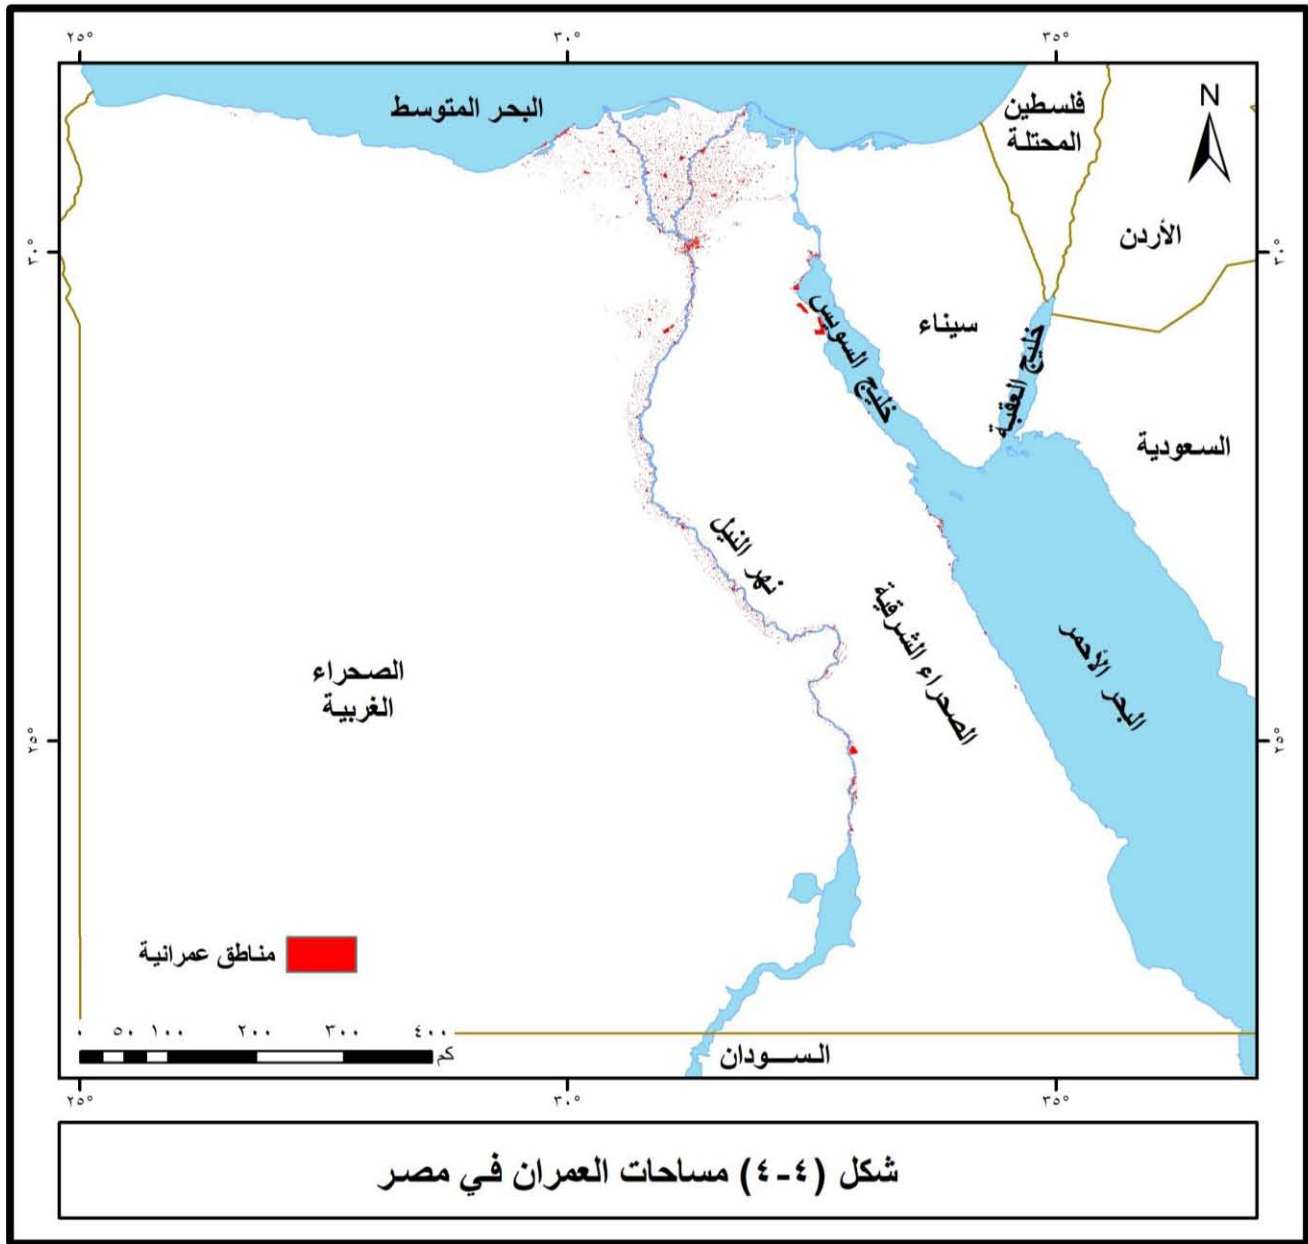 ٢٥°
٣٠°
٣٥°
البحر المتوسط
فلسطين
المحتلة
N
الأردن
٣٠°
٣٠°
سيناء
خليج السويس
خليج العقبة
السعودية
نهر النيل
الصحراء الشرقية
البحر الأحمر
الصحراء
الغربية
٢٥°
٢٥°
مناطق عمرانية
٠ ٥٠ ١٠٠ ٢٠٠ ٣٠٠ ٤٠٠
كم
الســـودان
٢٥°
٣٠°
٣٥°
شكل (٤-٤) مساحات العمران في مصر